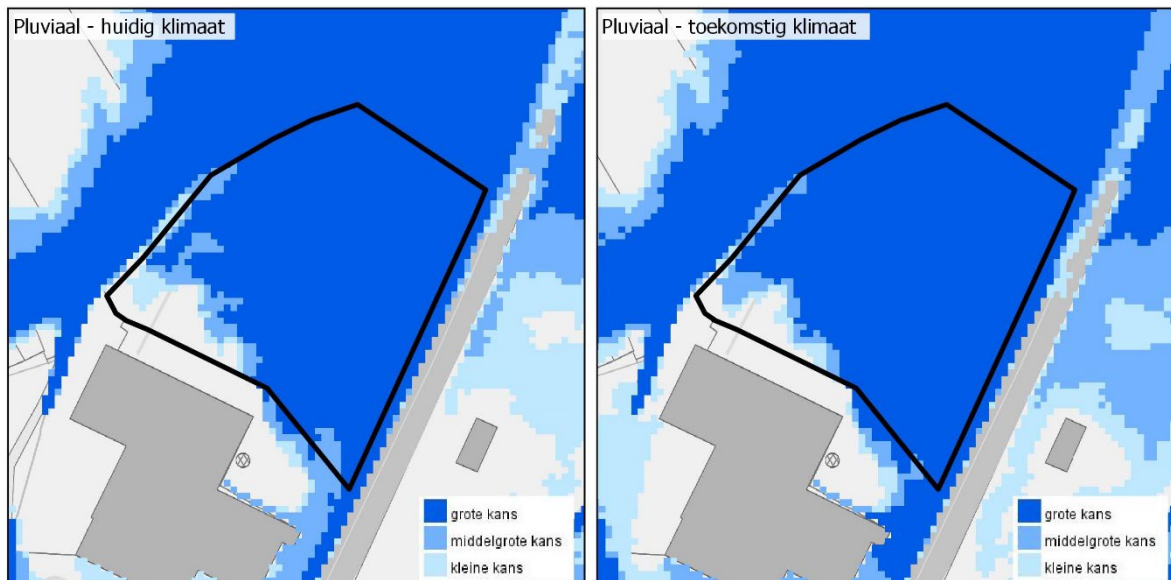 Pluviaal - huidig klimaat
grote kans
middelgrote kans
kleine kans
Pluviaal - toekomstig klimaat
grote kans
middelgrote kans
kleine kans